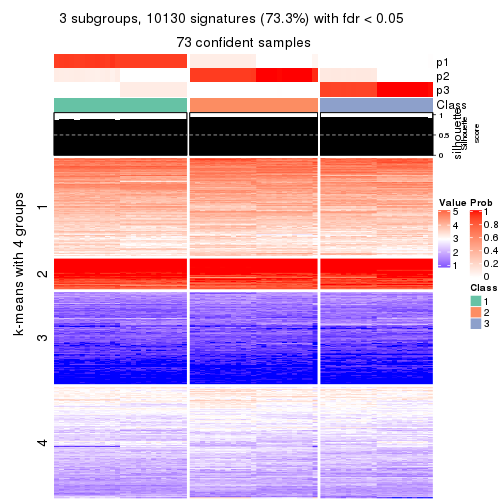 3 subgroups, 10130 signatures (73.3%) with fdr < 0.05
73 confident samples
p1
p2
p3
Class
silhouette
Silhouette
score
1
0.5
0
k-means with 4 groups
1
2
3
4
Value
5
4
3
2
1
Prob
1
0.8
0.6
0.4
0.2
0
Class
1
2
3